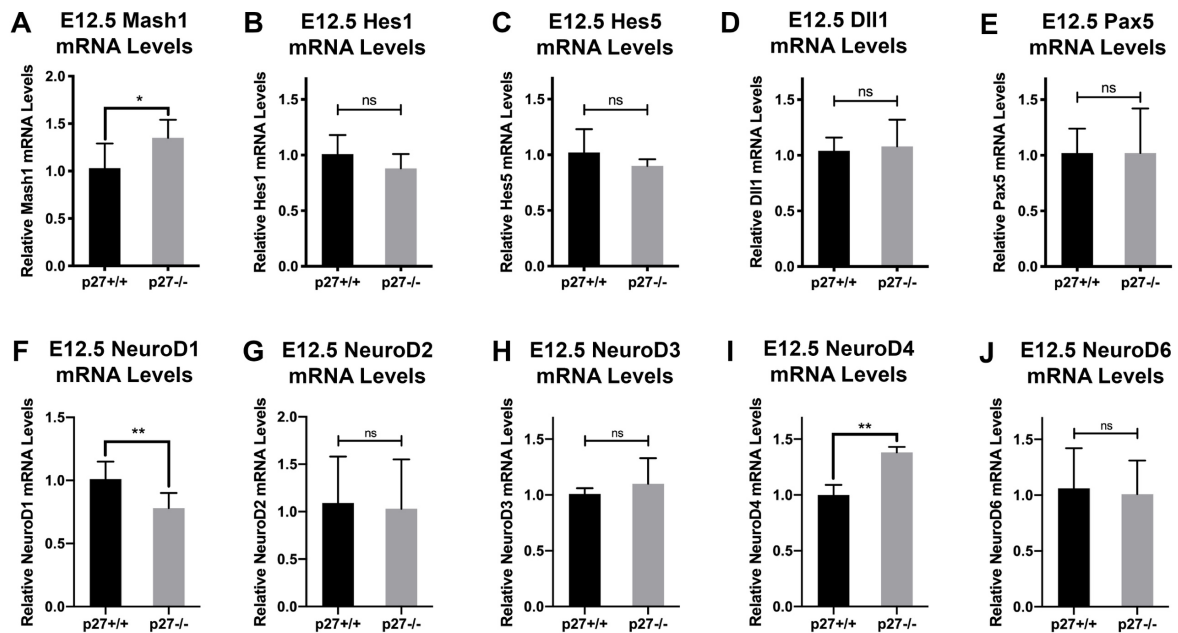 A
E12.5 Mash1
mRNA Levels
Relative Mash1 mRNA Levels
2.0
1.5
1.0
0.5
0.0
*
p27+/+ p27-/-
B
E12.5 Hes1
mRNA Levels
Relative Hes1 mRNA Levels
1.5
1.0
0.5
0.0
ns
p27+/+ p27-/-
C
E12.5 Hes5
mRNA Levels
Relative Hes5 mRNA Levels
1.5
1.0
0.5
0.0
ns
p27+/+ p27-/-
D
E12.5 Dll1
mRNA Levels
Relative Dll1 mRNA Levels
1.5
1.0
0.5
0.0
ns
p27+/+ p27-/-
E
E12.5 Pax5
mRNA Levels
Relative Pax5 mRNA Levels
1.5
1.0
0.5
0.0
ns
p27+/+ p27-/-
F
E12.5 NeuroD1
mRNA Levels
Relative NeuroD1 mRNA Levels
1.5
1.0
0.5
0.0
**
p27+/+ p27-/-
G
E12.5 NeuroD2
mRNA Levels
Relative NeuroD2 mRNA Levels
2.0
1.5
1.0
0.5
0.0
ns
p27+/+ p27-/-
H
E12.5 NeuroD3
mRNA Levels
Relative NeuroD3 mRNA Levels
1.5
1.0
0.5
0.0
ns
p27+/+ p27-/-
I
E12.5 NeuroD4
mRNA Levels
Relative NeuroD4 mRNA Levels
1.5
1.0
0.5
0.0
**
p27+/+ p27-/-
J
E12.5 NeuroD6
mRNA Levels
Relative NeuroD6 mRNA Levels
1.5
1.0
0.5
0.0
ns
p27+/+ p27-/-